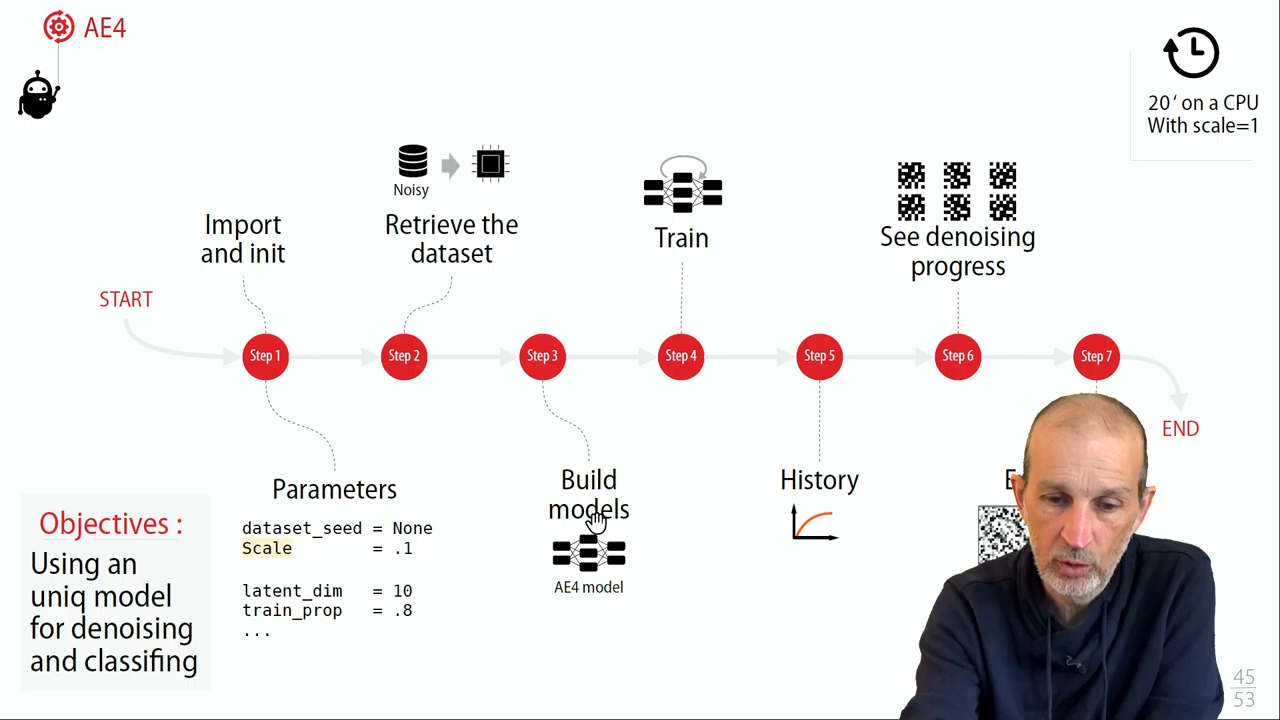 AE4
20' on a CPU
With scale=1
Noisy
Import
and init
Retrieve the
dataset
Train
See denoising
progress
START
Step 1
Step 2
Step 3
Step 4
Step 5
Step 6
Step 7
END
Parameters
dataset_seed = None
Scale = .1
latent_dim = 10
train_prop = .8
...
Build
models
AE4 model
History
Objectives :
Using an
uniq model
for denoising
and classifing
45
53